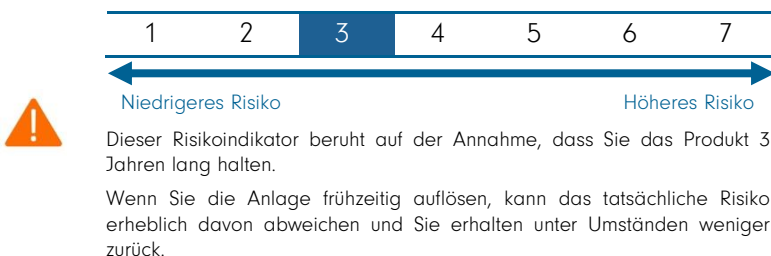 1 2 3 4 5 6 7
Niedrigeres Risiko Höheres Risiko
Dieser Risikoindikator beruht auf der Annahme, dass Sie das Produkt 3
Jahren lang halten.
Wenn Sie die Anlage frühzeitig auflösen, kann das tatsächliche Risiko
erheblich davon abweichen und Sie erhalten unter Umständen weniger
zurück.